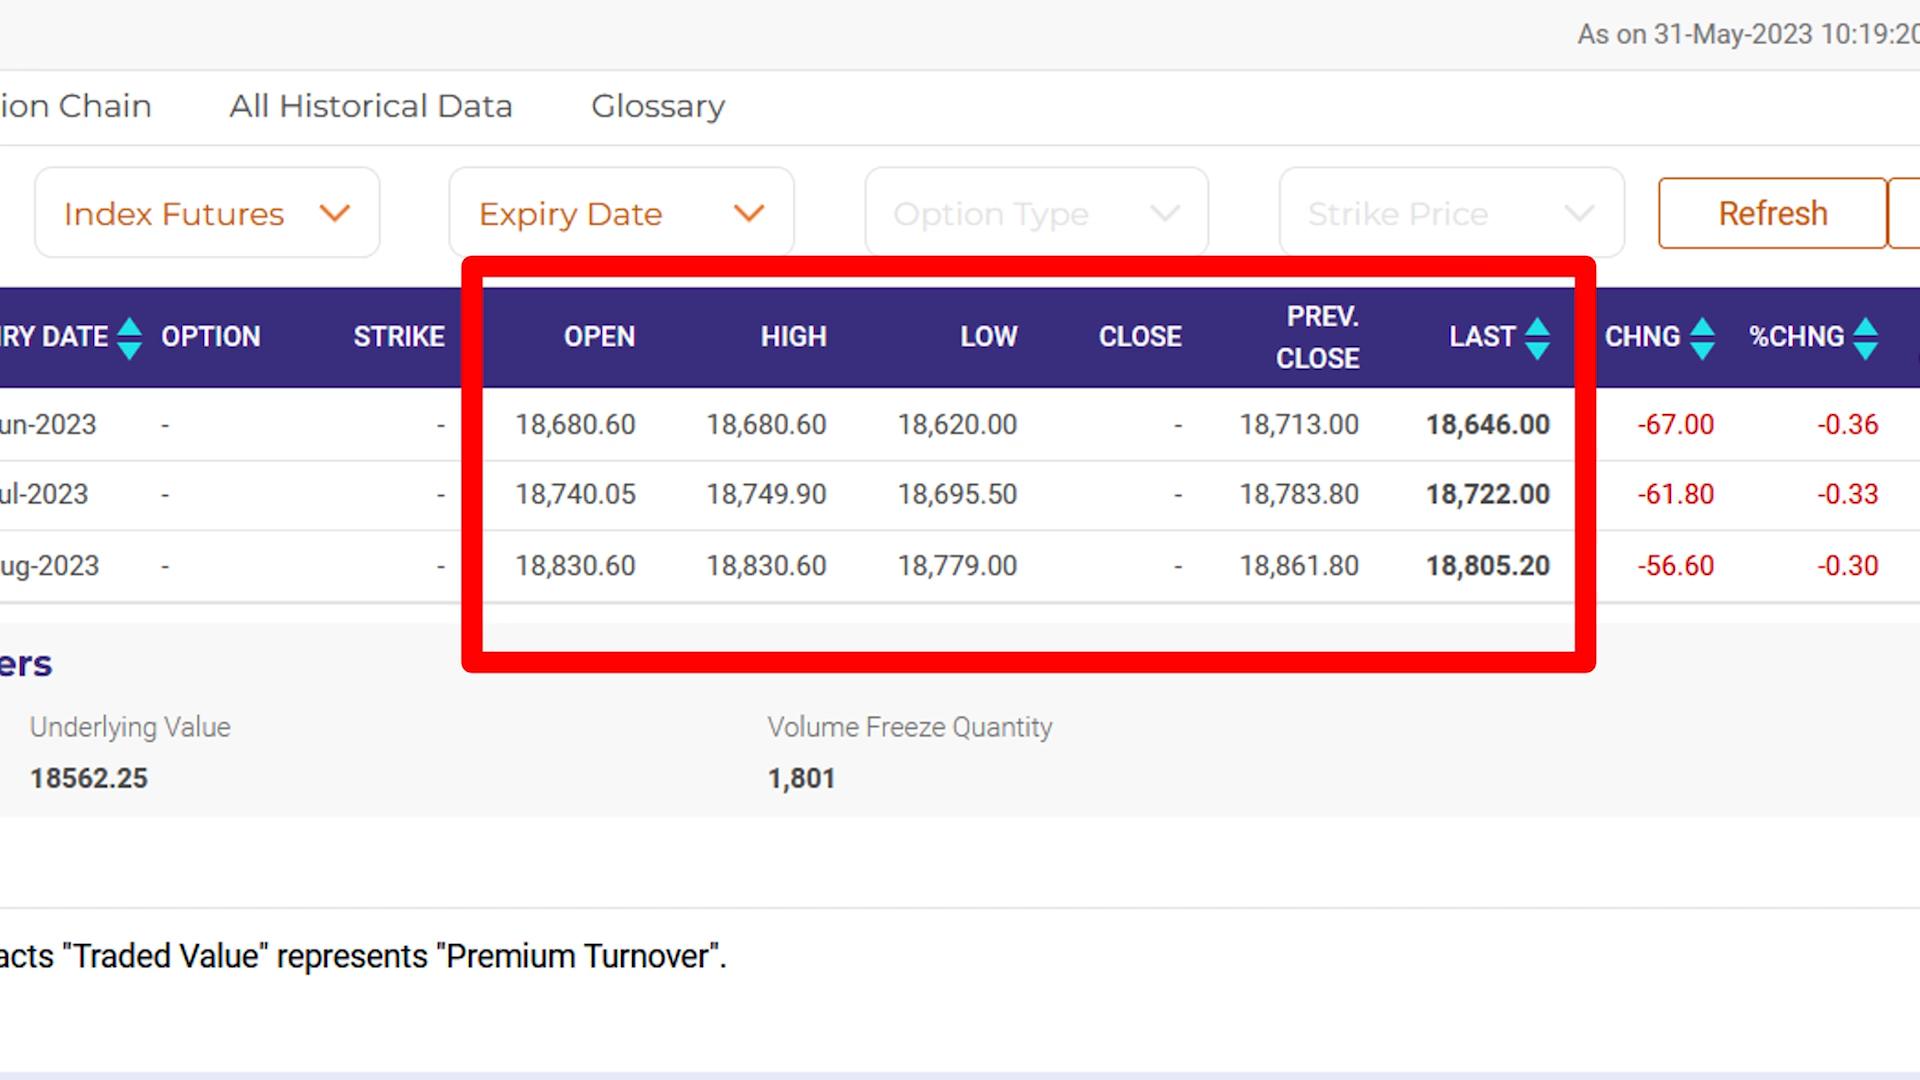 As on 31-May-2023 10:19:20
ion Chain All Historical Data Glossary
Index Futures Expiry Date Option Type Strike Price Refresh
IRY DATE OPTION STRIKE OPEN HIGH LOW CLOSE PREV. CLOSE LAST CHNG %CHNG
un-2023 - - 18,680.60 18,680.60 18,620.00 - 18,713.00 18,646.00 -67.00 -0.36
ul-2023 - - 18,740.05 18,749.90 18,695.50 - 18,783.80 18,722.00 -61.80 -0.33
ug-2023 - - 18,830.60 18,830.60 18,779.00 - 18,861.80 18,805.20 -56.60 -0.30
ers
Underlying Value Volume Freeze Quantity
18562.25 1,801
acts "Traded Value" represents "Premium Turnover".